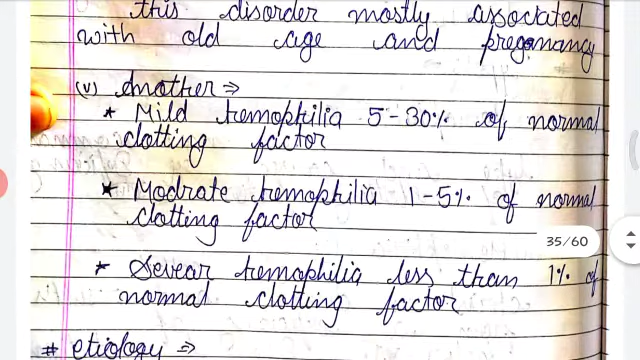 this disorder mostly associated
with old age and pregnancy
(v) Another ⇒
* Mild hemophilia 5-30% of normal
clotting factor
* Modrate hemophilia 1-5% of normal
clotting factor
35/60
* Sevear hemophilia less than 1% of
normal clotting factor
# etiology ⇒